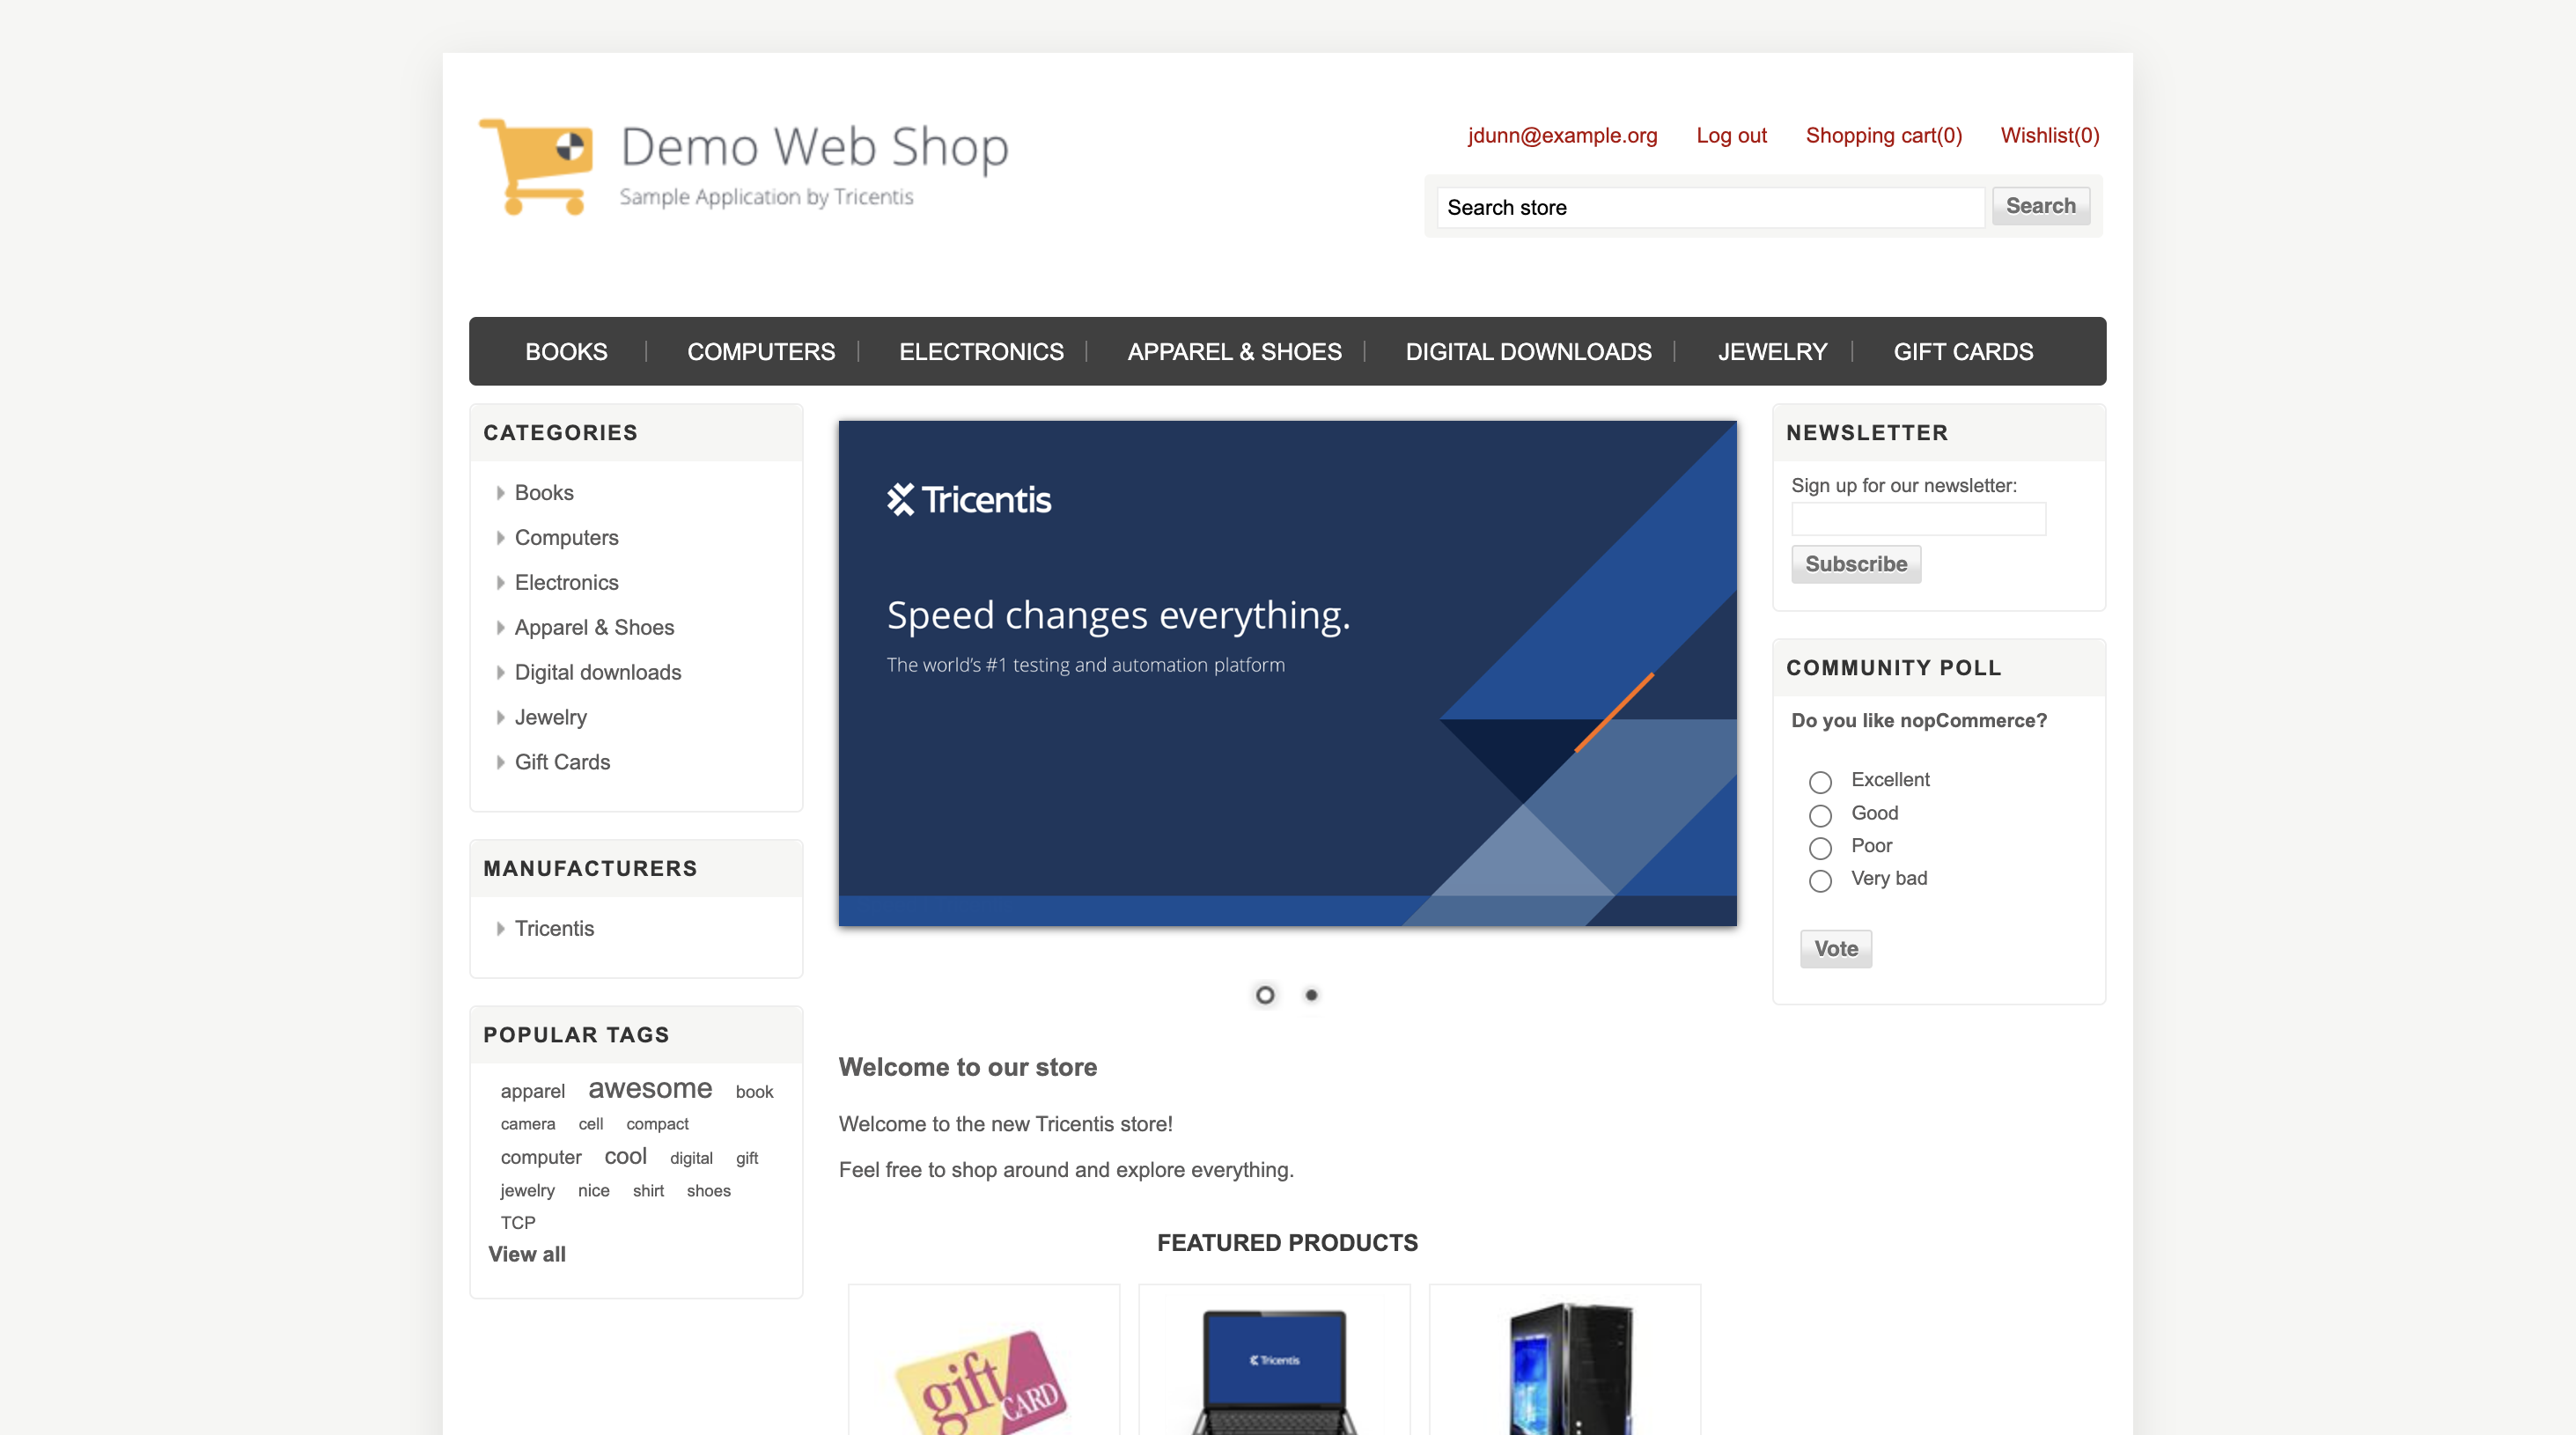 Demo Web Shop
Sample Application by Tricentis
jdunn@example.org Log out Shopping cart(0) Wishlist(0)
Search store Search
BOOKS COMPUTERS ELECTRONICS APPAREL & SHOES DIGITAL DOWNLOADS JEWELRY GIFT CARDS
CATEGORIES
Books
Computers
Electronics
Apparel & Shoes
Digital downloads
Jewelry
Gift Cards
MANUFACTURERS
Tricentis
POPULAR TAGS
apparel awesome book
camera cell compact
computer cool digital gift
jewelry nice shirt shoes
TCP
View all
Tricentis
Speed changes everything.
The world's #1 testing and automation platform
Welcome to our store
Welcome to the new Tricentis store!
Feel free to shop around and explore everything.
FEATURED PRODUCTS
gift
CARD
Tricentis
NEWSLETTER
Sign up for our newsletter:
Subscribe
COMMUNITY POLL
Do you like nopCommerce?
Excellent
Good
Poor
Very bad
Vote